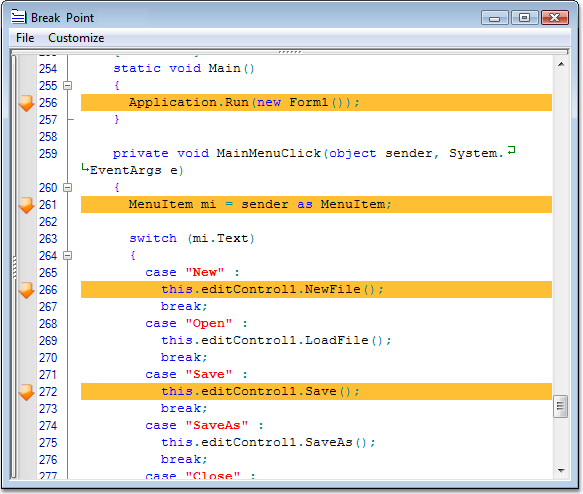 Break Point
File Customize
254 static void Main()
255 {
256 Application.Run(new Form1());
257 }
258
259 private void MainMenuClick(object sender, System.
EventArgs e)
260 {
261 MenuItem mi = sender as MenuItem;
262
263 switch (mi.Text)
264 {
265 case "New" :
266 this.editControl1.NewFile();
267 break;
268 case "Open" :
269 this.editControl1.LoadFile();
270 break;
271 case "Save" :
272 this.editControl1.Save();
273 break;
274 case "SaveAs" :
275 this.editControl1.SaveAs();
276 break;
277 case "Close" :